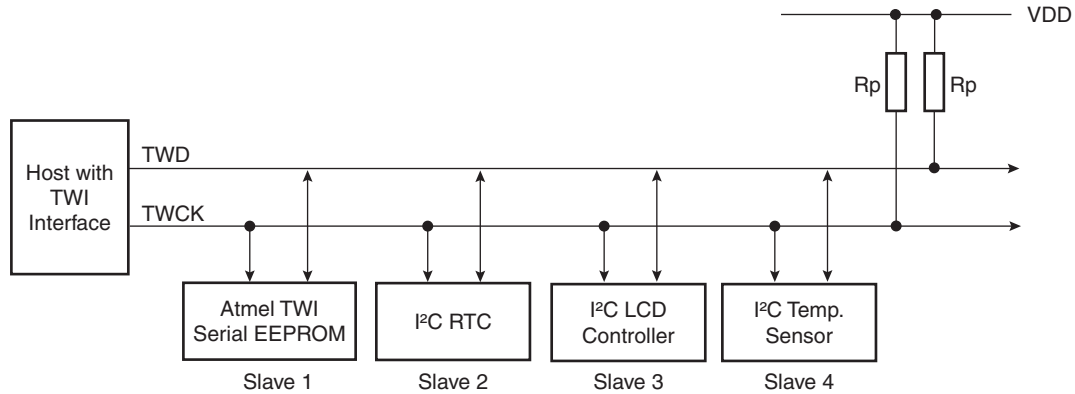 VDD
Rp
Rp
Host with
TWI
Interface
TWD
TWCK
Atmel TWI
Serial EEPROM
I²C RTC
I²C LCD
Controller
I²C Temp.
Sensor
Slave 1
Slave 2
Slave 3
Slave 4